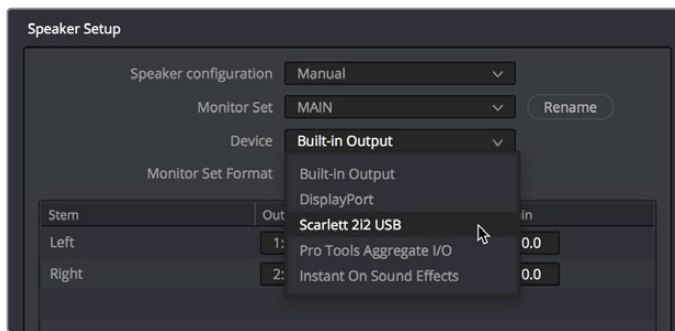 Speaker Setup
Speaker configuration Manual
Monitor Set MAIN Rename
Device Built-in Output
Monitor Set Format Built-in Output
DisplayPort
Stem Out in
Scarlett 2i2 USB
Left 1: 0.0
Pro Tools Aggregate I/O
Right 2: 0.0
Instant On Sound Effects